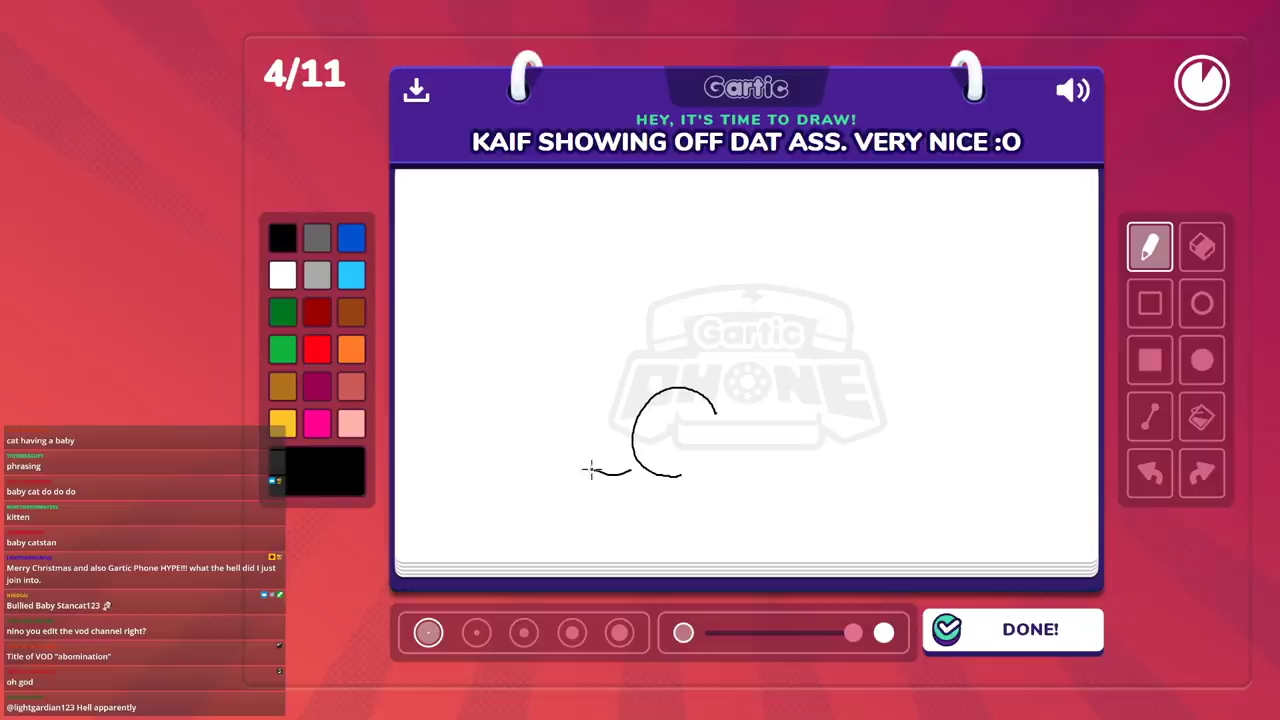 4/11
Gartic
HEY, IT'S TIME TO DRAW!
KAIF SHOWING OFF DAT ASS. VERY NICE :O
Gartic
PHONE
cat having a baby
phrasing
baby cat do do do
kitten
baby catstan
Merry Christmas and also Gartic Phone HYPE!!! what the hell did I just
join into.
Bullied Baby Stancat123
nino you edit the vod channel right?
Title of VOD "abomination"
oh god
@lightgardian123 Hell apparently
DONE!